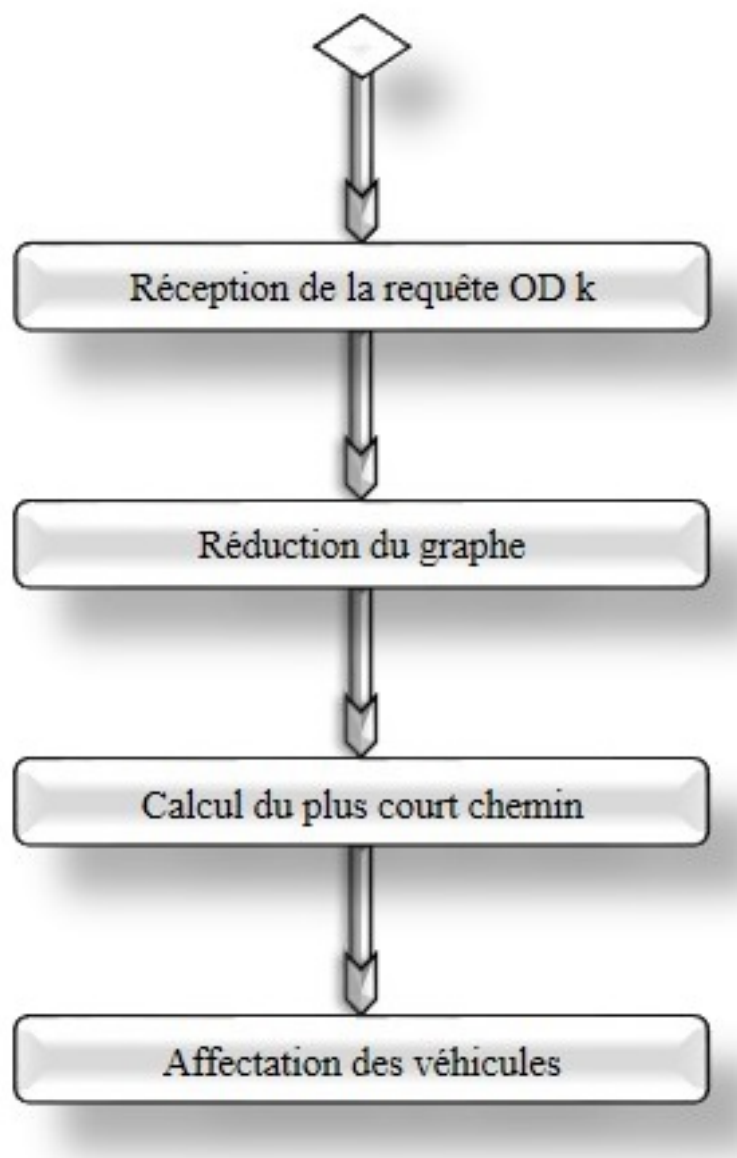 Réception de la requête OD k
Réduction du graphe
Calcul du plus court chemin
Affectation des véhicules